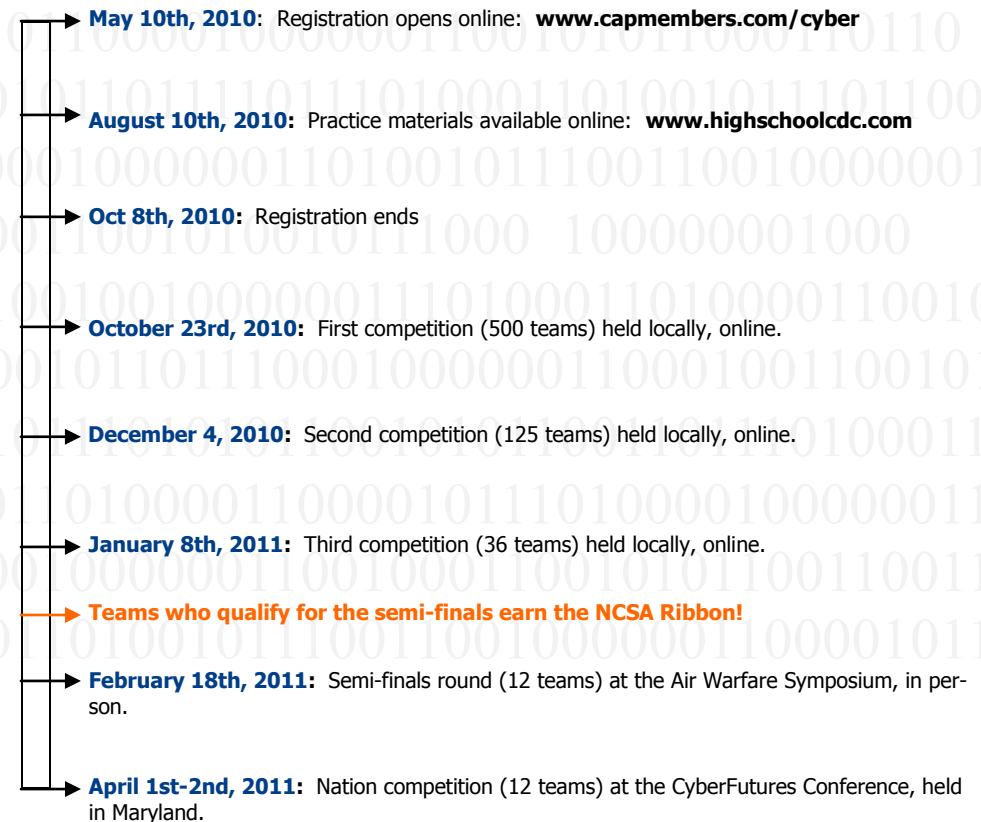 May 10th, 2010: Registration opens online: www.capmembers.com/cyber
August 10th, 2010: Practice materials available online: www.highschoolcdc.com
Oct 8th, 2010: Registration ends
October 23rd, 2010: First competition (500 teams) held locally, online.
December 4, 2010: Second competition (125 teams) held locally, online.
January 8th, 2011: Third competition (36 teams) held locally, online.
Teams who qualify for the semi-finals earn the NCSA Ribbon!
February 18th, 2011: Semi-finals round (12 teams) at the Air Warfare Symposium, in per-
son.
April 1st-2nd, 2011: Nation competition (12 teams) at the CyberFutures Conference, held
in Maryland.